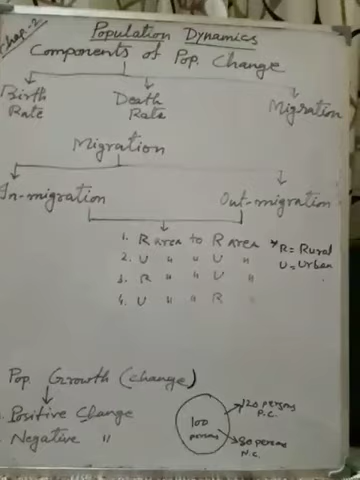 Chap. 2
Population Dynamics
Components of Pop. Change
Birth Rate
Death Rate
Migration
Migration
In-migration
Out-migration
1. R area to R area
2. U " " U "
3. R " " U "
4. U " " R "
* R = Rural
U = Urban
Pop. Growth (change)
Positive Change
Negative "
100 persons
120 persons P.C.
80 persons N.C.